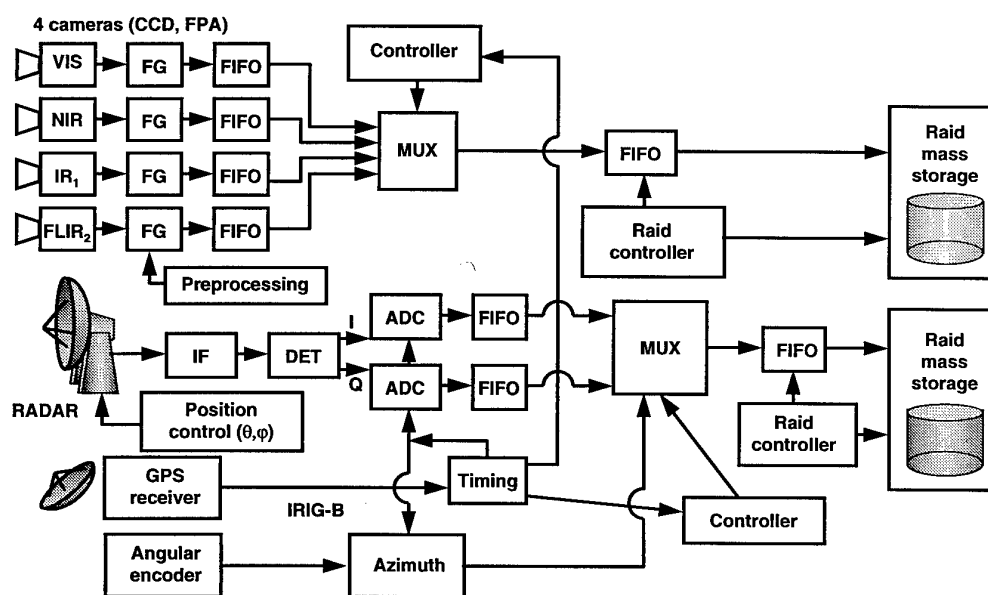 4 cameras (CCD, FPA)
VIS
FG
FIFO
Controller
NIR
FG
FIFO
MUX
FIFO
Raid
mass
storage
IR₁
FG
FIFO
FLIR₂
FG
FIFO
Raid
controller
Preprocessing
I
ADC
FIFO
IF
DET
MUX
FIFO
Raid
mass
storage
Q
ADC
FIFO
RADAR
Position
control (θ,φ)
Raid
controller
GPS
receiver
IRIG-B
Timing
Controller
Angular
encoder
Azimuth